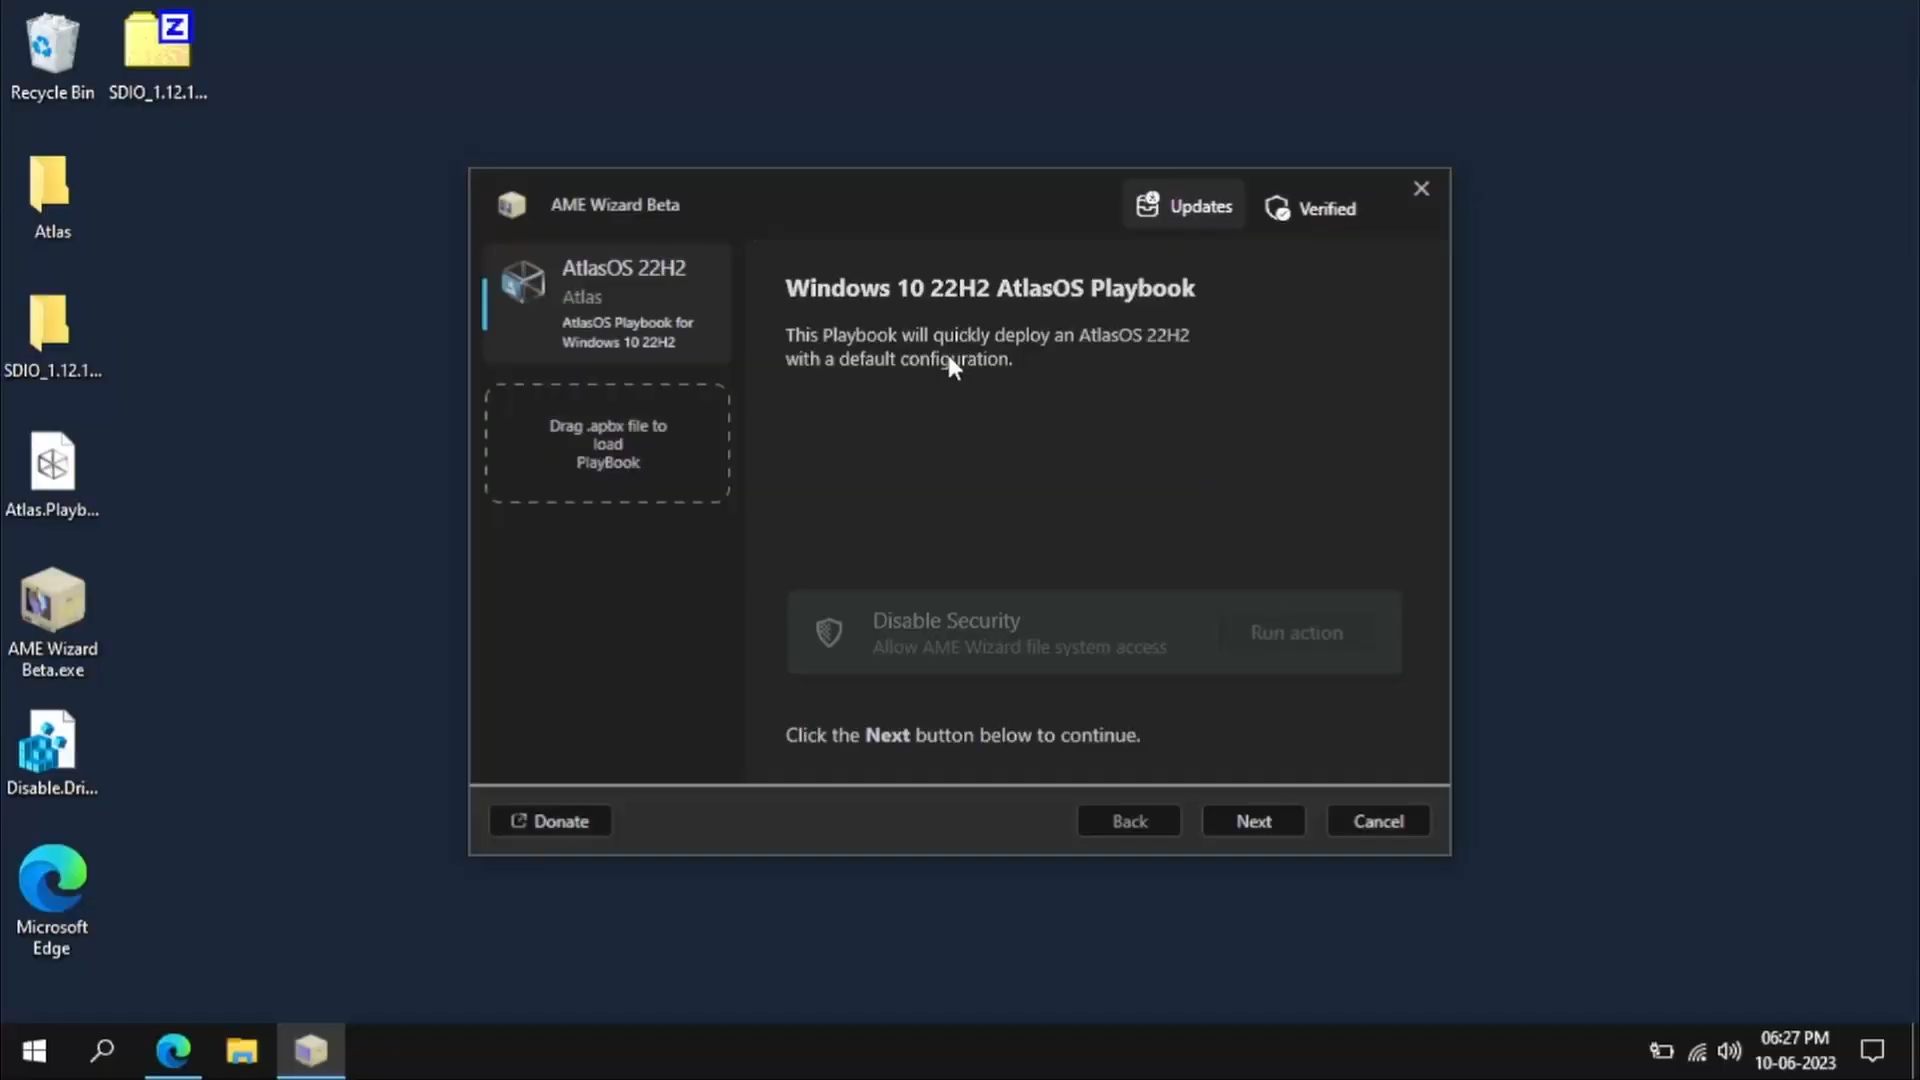 Recycle Bin
SDIO_1.12.1...
Z
Atlas
SDIO_1.12.1...
Atlas.Playb...
AME Wizard
Beta.exe
Disable.Dri...
Microsoft
Edge
AME Wizard Beta
Updates
Verified
AtlasOS 22H2
Atlas
AtlasOS Playbook for
Windows 10 22H2
Drag .apbx file to
load
PlayBook
Windows 10 22H2 AtlasOS Playbook
This Playbook will quickly deploy an AtlasOS 22H2
with a default configuration.
Disable Security
Allow AME Wizard file system access
Run action
Click the Next button below to continue.
Donate
Back
Next
Cancel
06:27 PM
10-06-2023